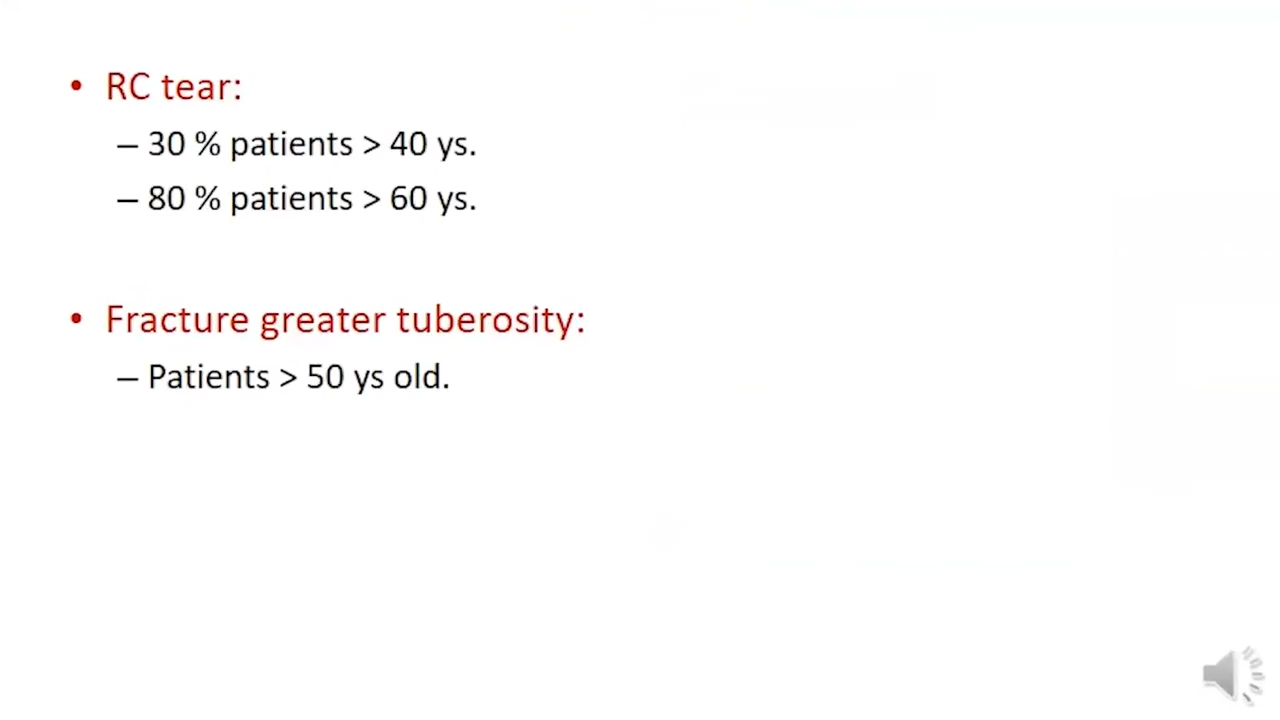 • RC tear:
– 30 % patients > 40 ys.
– 80 % patients > 60 ys.
• Fracture greater tuberosity:
– Patients > 50 ys old.